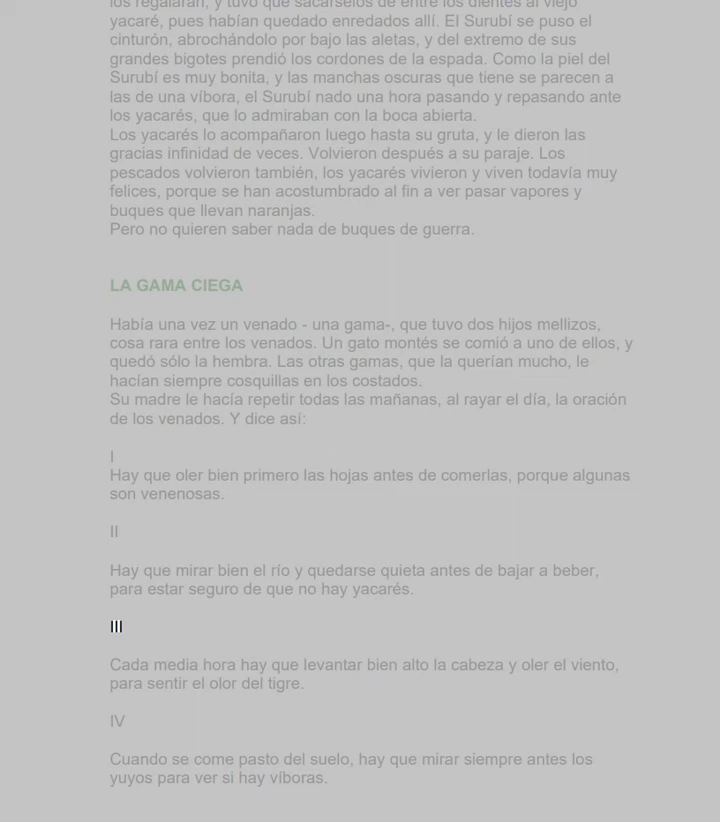 los regalaran, y tuvo que sacárselos de entre los dientes al viejo
yacaré, pues habían quedado enredados allí. El Surubí se puso el
cinturón, abrochándolo por bajo las aletas, y del extremo de sus
grandes bigotes prendió los cordones de la espada. Como la piel del
Surubí es muy bonita, y las manchas oscuras que tiene se parecen a
las de una víbora, el Surubí nado una hora pasando y repasando ante
los yacarés, que lo admiraban con la boca abierta.
Los yacarés lo acompañaron luego hasta su gruta, y le dieron las
gracias infinidad de veces. Volvieron después a su paraje. Los
pescados volvieron también, los yacarés vivieron y viven todavía muy
felices, porque se han acostumbrado al fin a ver pasar vapores y
buques que llevan naranjas.
Pero no quieren saber nada de buques de guerra.
LA GAMA CIEGA
Había una vez un venado - una gama-, que tuvo dos hijos mellizos,
cosa rara entre los venados. Un gato montés se comió a uno de ellos, y
quedó sólo la hembra. Las otras gamas, que la querían mucho, le
hacían siempre cosquillas en los costados.
Su madre le hacía repetir todas las mañanas, al rayar el día, la oración
de los venados. Y dice así:
I
Hay que oler bien primero las hojas antes de comerlas, porque algunas
son venenosas.
II
Hay que mirar bien el río y quedarse quieta antes de bajar a beber,
para estar seguro de que no hay yacarés.
III
Cada media hora hay que levantar bien alto la cabeza y oler el viento,
para sentir el olor del tigre.
IV
Cuando se come pasto del suelo, hay que mirar siempre antes los
yuyos para ver si hay víboras.